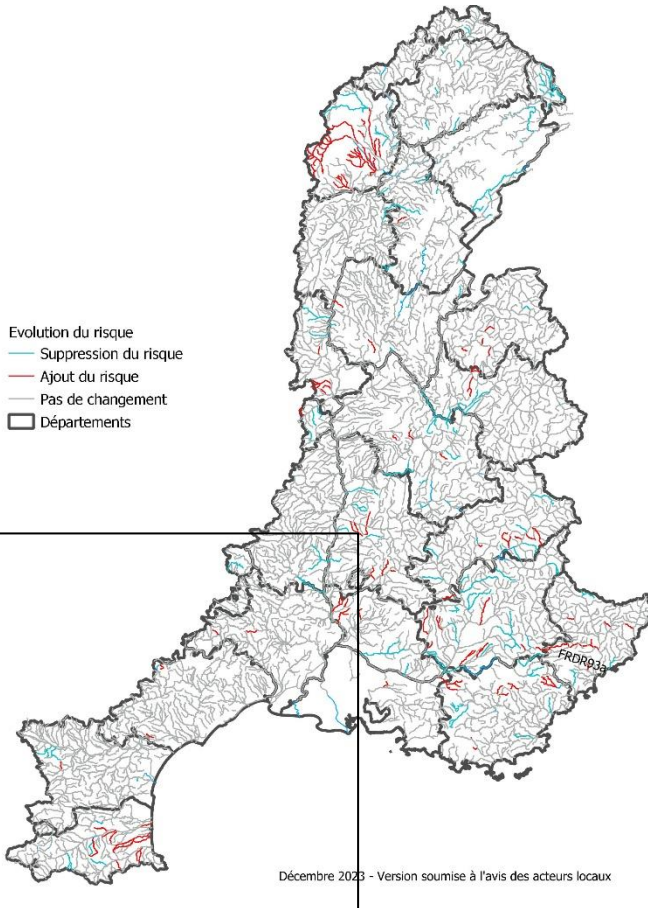 Evolution du risque
Suppression du risque
Ajout du risque
Pas de changement
Départements
FRDR93a
Décembre 2023 - Version soumise à l'avis des acteurs locaux